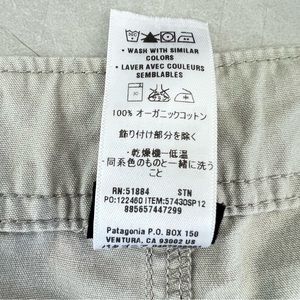 • WASH WITH SIMILAR
COLORS
• LAVER AVEC COULEURS
SEMBLABLES
100% オーガニックコットン
飾り付け部分を除く
・乾燥機ー低温
・同系色のものと一緒に洗う
こと
RN:51884 STN
PO:122460 ITEM:57430SP12
885657447299
Patagonia P.O. BOX 150
VENTURA, CA 93002 US